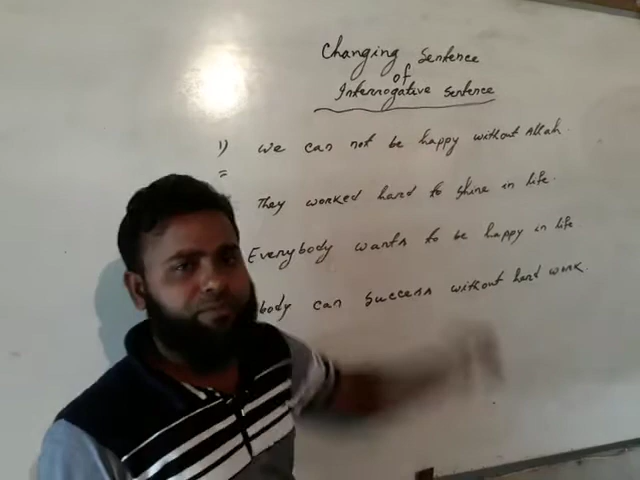 Changing Sentence
of
Interrogative Sentence
1) We can not be happy without Allah.
=
They worked hard to shine in life.
Everybody wants to be happy in life
body can success without hard work.